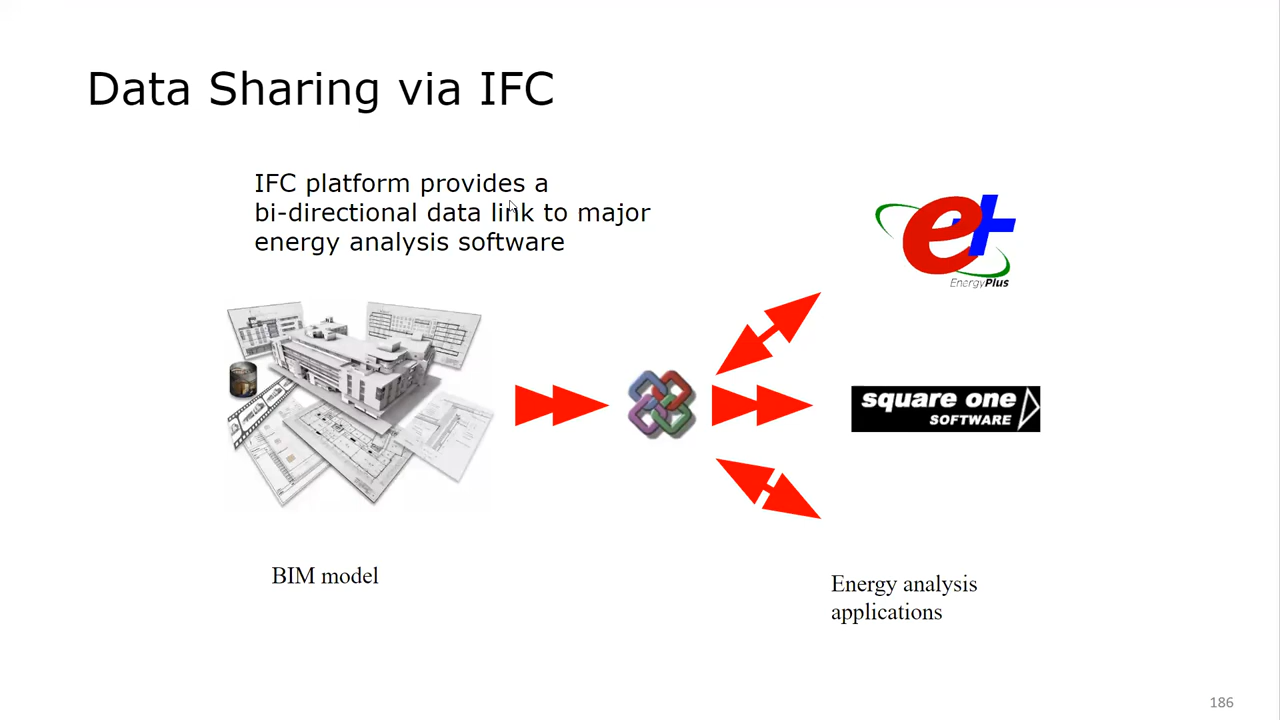 Data Sharing via IFC
IFC platform provides a
bi-directional data link to major
energy analysis software
e+
EnergyPlus
square one
SOFTWARE
BIM model
Energy analysis
applications
186